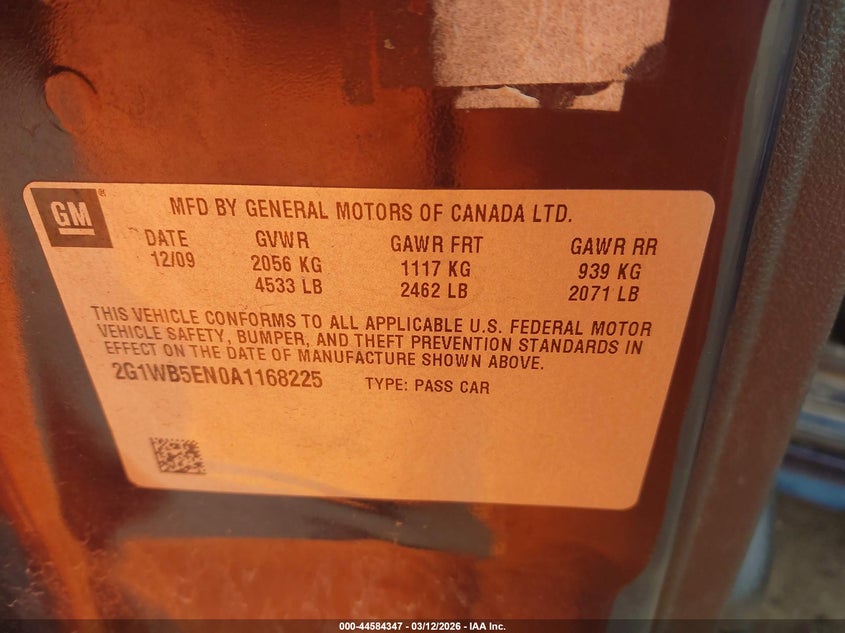 GM®
MFD BY GENERAL MOTORS OF CANADA LTD.
DATE GVWR GAWR FRT GAWR RR
12/09 2056 KG 1117 KG 939 KG
4533 LB 2462 LB 2071 LB
THIS VEHICLE CONFORMS TO ALL APPLICABLE U.S. FEDERAL MOTOR
VEHICLE SAFETY, BUMPER, AND THEFT PREVENTION STANDARDS IN
EFFECT ON THE DATE OF MANUFACTURE SHOWN ABOVE.
2G1WB5EN0A1168225 TYPE: PASS CAR
000-44584347 - 03/12/2026 - IAA Inc.